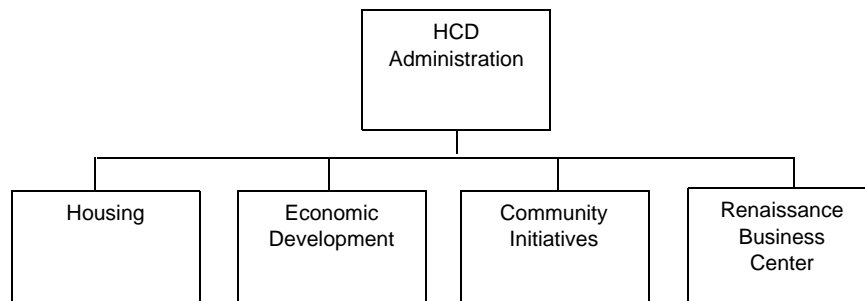 HCD
Administration
Housing
Economic
Development
Community
Initiatives
Renaissance
Business
Center